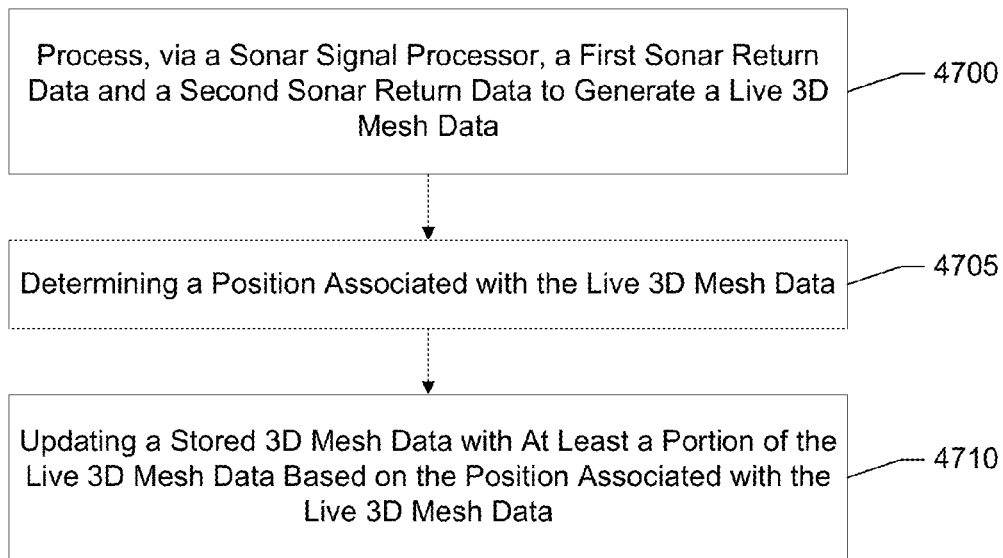 Process, via a Sonar Signal Processor, a First Sonar Return
Data and a Second Sonar Return Data to Generate a Live 3D
Mesh Data
4700
Determining a Position Associated with the Live 3D Mesh Data
4705
Updating a Stored 3D Mesh Data with At Least a Portion of the
Live 3D Mesh Data Based on the Position Associated with the
Live 3D Mesh Data
4710